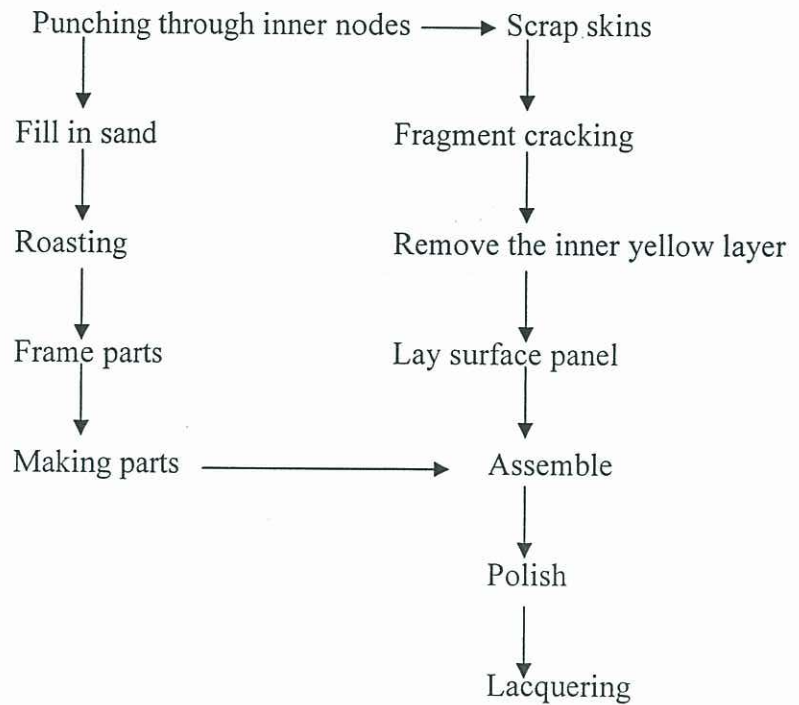 Punching through inner nodes
Scrap skins
Fill in sand
Fragment cracking
Roasting
Remove the inner yellow layer
Frame parts
Lay surface panel
Making parts
Assemble
Polish
Lacquering